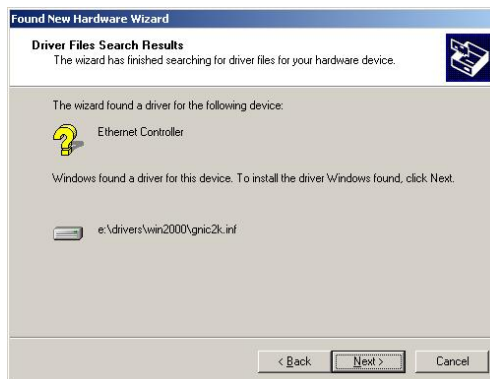 Found New Hardware Wizard
Driver Files Search Results
The wizard has finished searching for driver files for your hardware device.
The wizard found a driver for the following device:
Ethernet Controller
Windows found a driver for this device. To install the driver Windows found, click Next.
e:\drivers\win2000\gnic2k.inf
< Back
Next >
Cancel